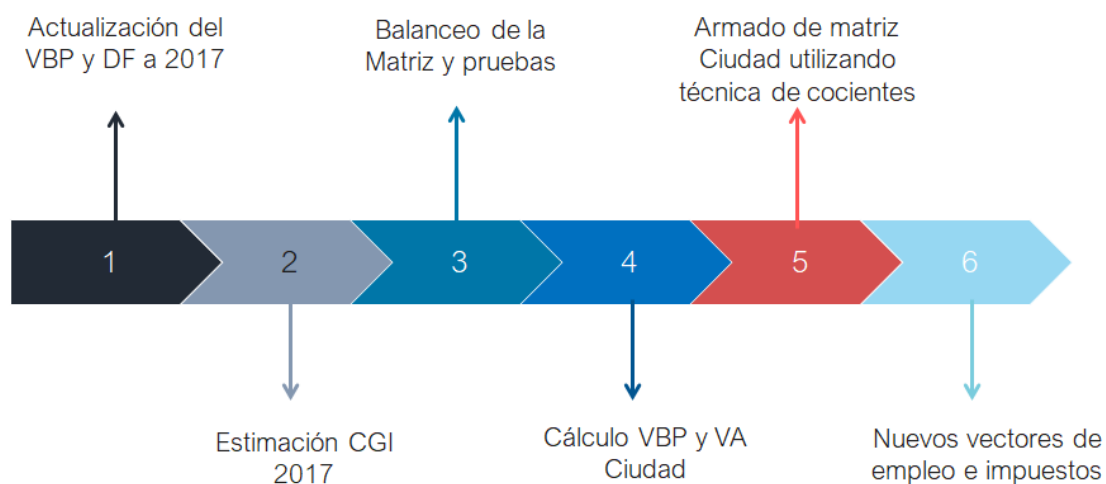 Actualización del
VBP y DF a 2017
Balanceo de la
Matriz y pruebas
Armado de matriz
Ciudad utilizando
técnica de cocientes
1
2
3
4
5
6
Estimación CGI
2017
Cálculo VBP y VA
Ciudad
Nuevos vectores de
empleo e impuestos